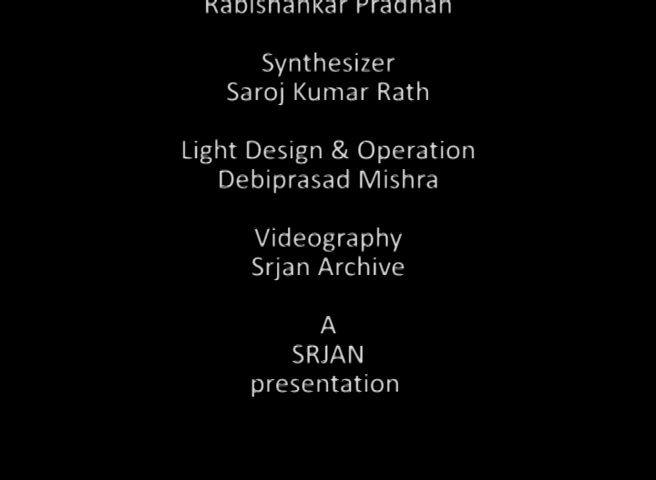 Rabishankar Pradhan
Synthesizer
Saroj Kumar Rath
Light Design & Operation
Debiprasad Mishra
Videography
Srjan Archive
A
SRJAN
presentation